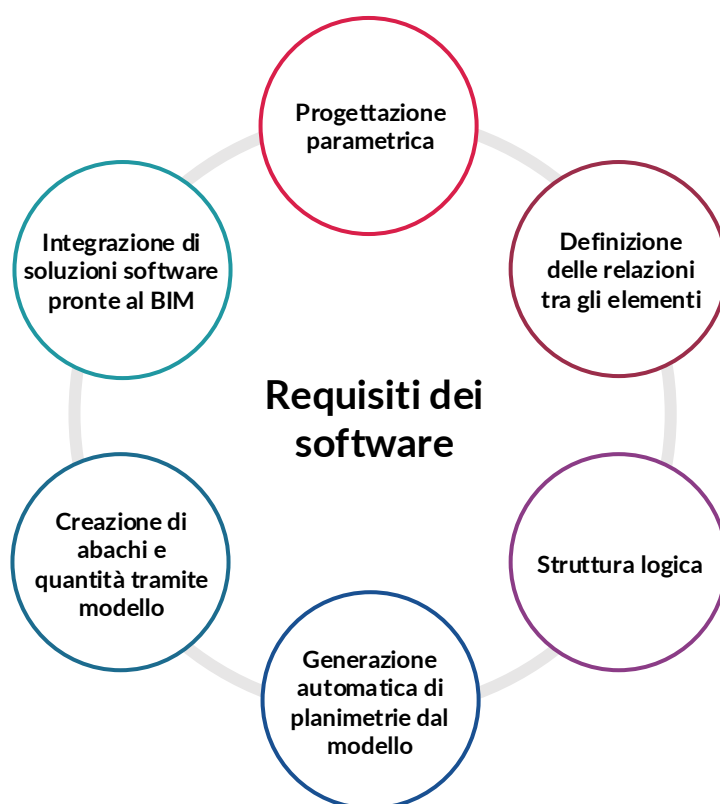 Progettazione
parametrica
Definizione
delle relazioni
tra gli elementi
Struttura logica
Generazione
automatica di
planimetrie dal
modello
Creazione di
abachi e
quantità tramite
modello
Integrazione di
soluzioni software
pronte al BIM
Requisiti dei
software